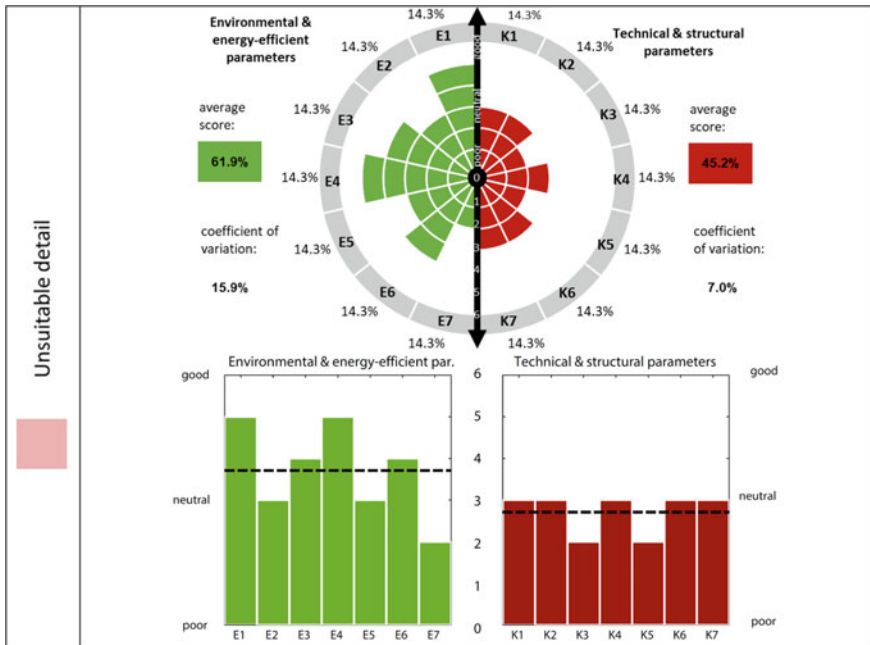 Unsuitable detail
Environmental &
energy-efficient
parameters
average
score:
61.9%
coefficient of
variation:
15.9%
Technical &
structural
parameters
average
score:
45.2%
coefficient
of variation:
7.0%
14.3%
14.3%
14.3%
14.3%
14.3%
14.3%
14.3%
14.3%
14.3%
14.3%
14.3%
14.3%
14.3%
14.3%
E1
E2
E3
E4
E5
E6
E7
K1
K2
K3
K4
K5
K6
K7
good
neutral
poor
0
1
2
3
4
5
6
Environmental & energy-efficient par.
good
neutral
poor
E1 E2 E3 E4 E5 E6 E7
6
5
4
3
2
1
0
Technical & structural parameters
good
neutral
poor
K1 K2 K3 K4 K5 K6 K7